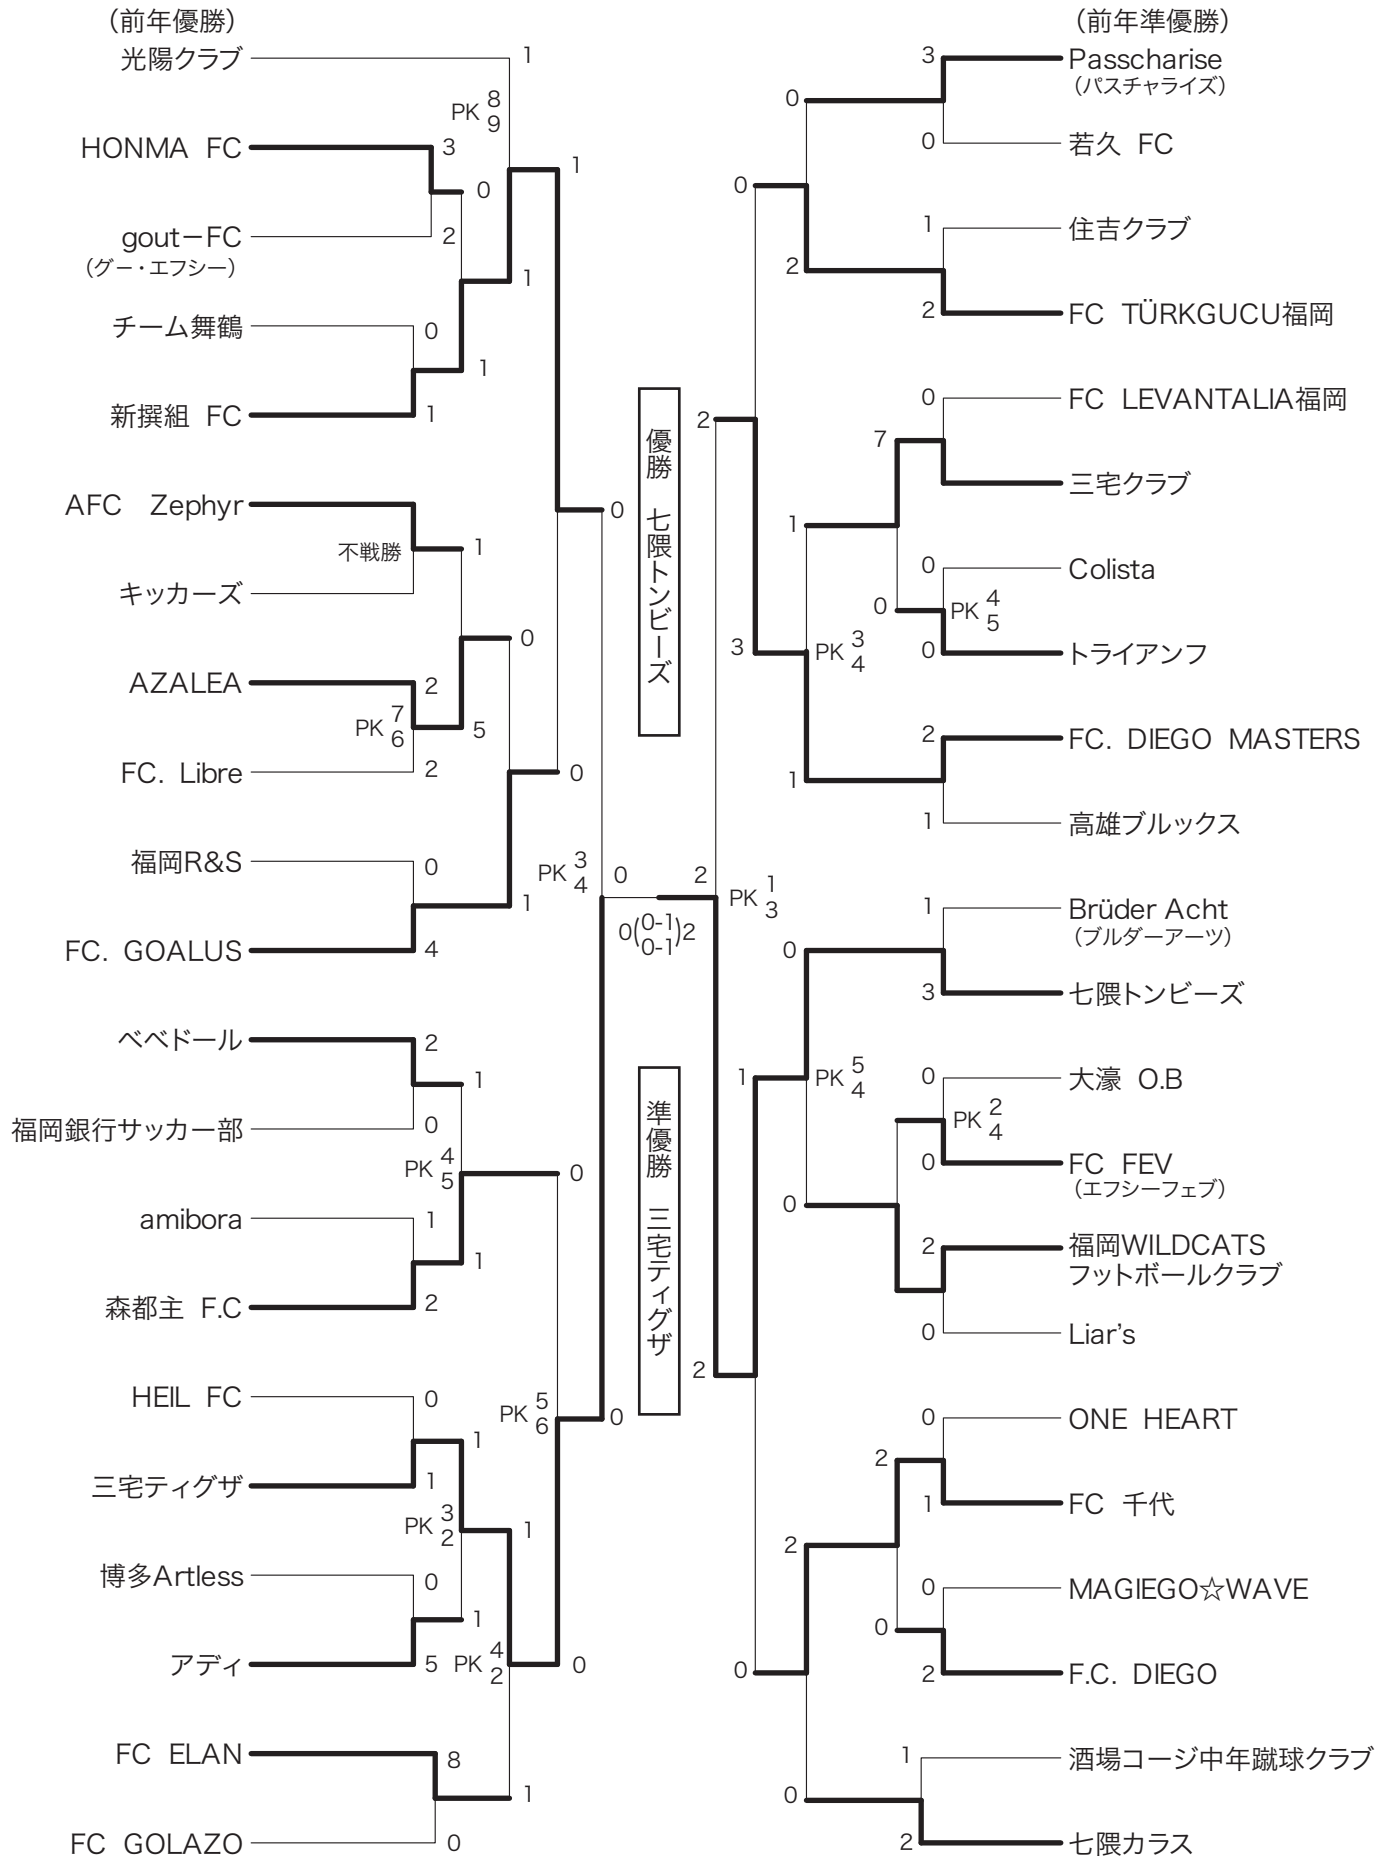 (前年優勝)
光陽クラブ
1
PK 8
9
HONMA FC
3
0
gout－FC
2
(グー・エフシー)
1
1
チーム舞鶴
0
1
新撰組 FC
1
AFC Zephyr
不戦勝
1
キッカーズ
0
0
AZALEA
2
PK 7
6
5
FC. Libre
2
0
福岡R&S
0
1
FC. GOALUS
4
PK 3
4
ベベドール
2
1
福岡銀行サッカー部
0
PK 4
5
0
amibora
1
1
森都主 F.C
2
HEIL FC
0
1
PK 5
6
0
三宅ティグザ
1
PK 3
2
1
博多Artless
0
1
アディ
5
PK 4
2
0
FC ELAN
8
1
FC GOLAZO
0
優勝 七隈トンビーズ
0 2
0(0-1
0-1)2
準優勝 三宅ティグザ
(前年準優勝)
3
Passcharise
(パスチャライズ)
0
0
若久 FC
0
1
住吉クラブ
2
2
FC TÜRKGUCU福岡
0
FC LEVANTALIA福岡
2
7
三宅クラブ
1
0
Colista
0
PK 4
5
0
トライアンフ
3
PK 3
4
2
FC. DIEGO MASTERS
1
1
高雄ブルックス
PK 1
3
1
Brüder Acht
(ブルダーアーツ)
0
3
七隈トンビーズ
1
PK 5
4
0
大濠 O.B
PK 2
4
0
FC FEV
(エフシーフェブ)
0
2
福岡WILDCATS
フットボールクラブ
0
Liar's
2
0
ONE HEART
2
1
FC 千代
2
0
MAGIEGO☆WAVE
0
2
F.C. DIEGO
0
1
酒場コージ中年蹴球クラブ
0
2
七隈カラス